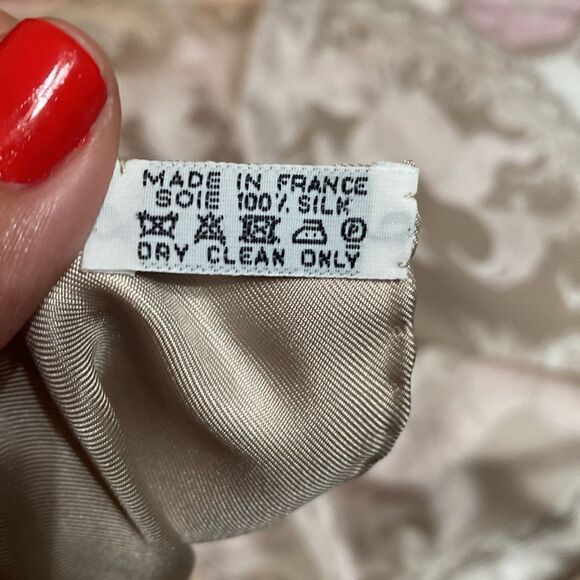 MADE IN FRANCE
SOIE 100% SILK
P
DRY CLEAN ONLY